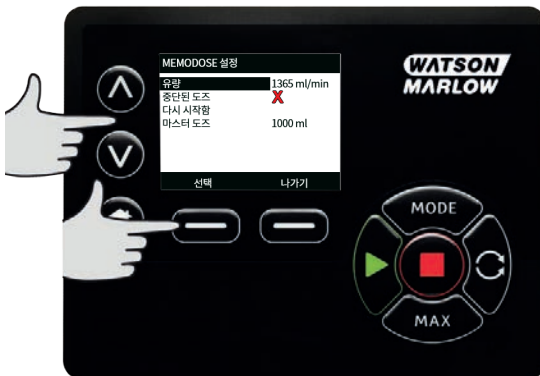 MEMODOSE 설정
유량 1365 ml/min
중단된 도즈
다시 시작함
마스터 도즈 1000 ml
선택 나가기
WATSON
MARLOW
MODE
MAX